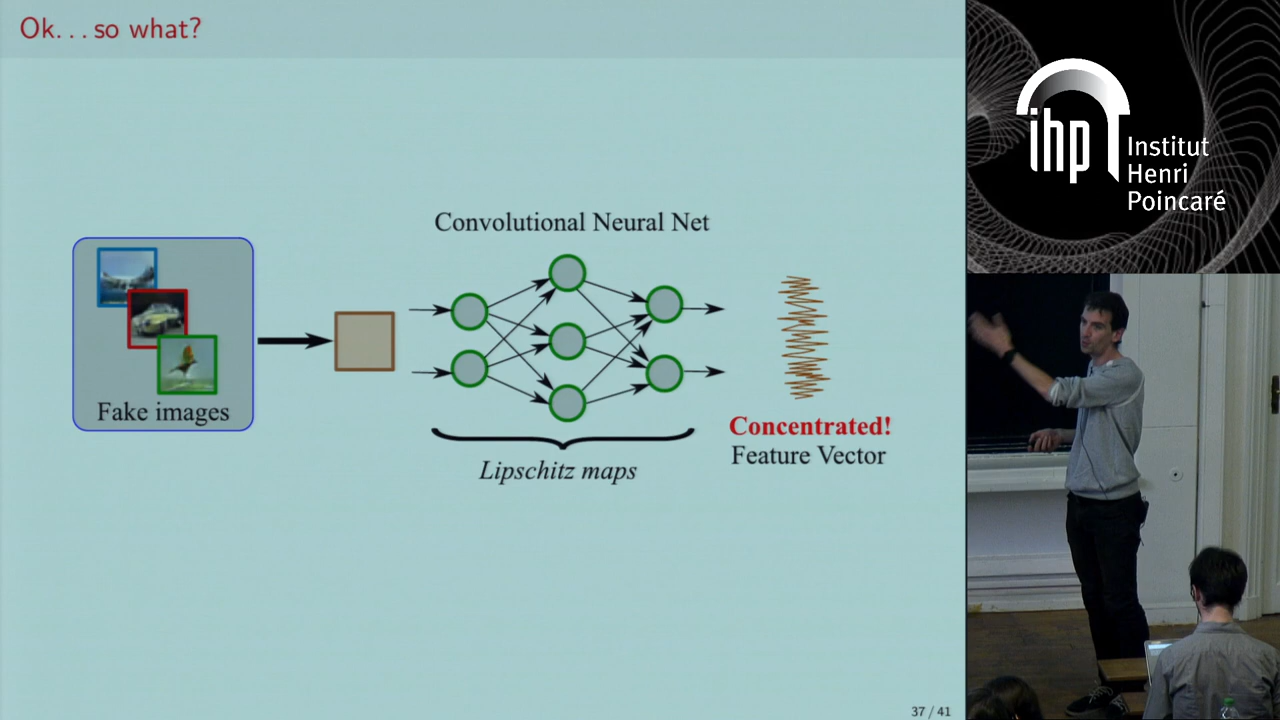 Ok...so what?
Convolutional Neural Net
Fake images
Lipschitz maps
Concentrated!
Feature Vector
37 / 41
ihp
Institut
Henri
Poincaré